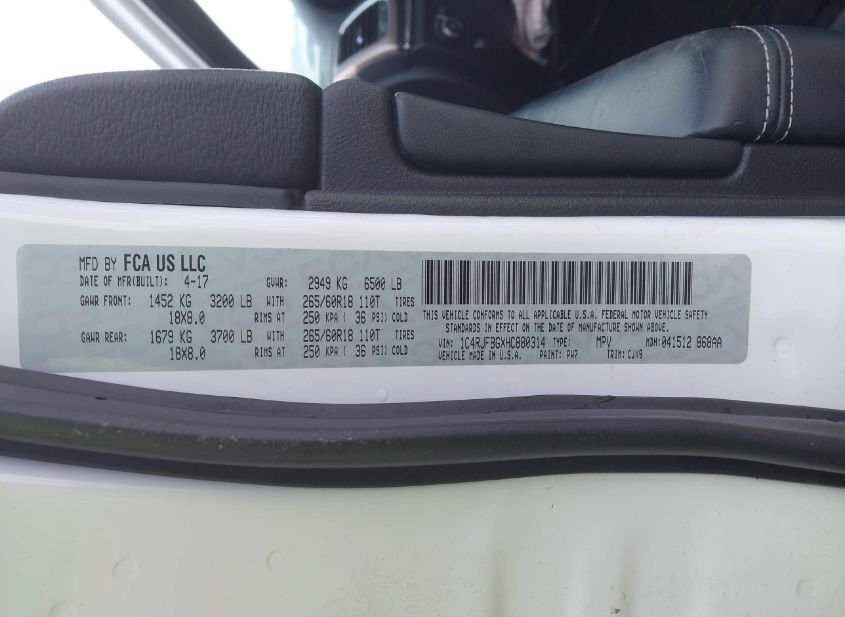 MFD BY FCA US LLC
DATE OF MFR(BUILT): 4-17 GVWR: 2949 KG 6500 LB
GAWR FRONT: 1452 KG 3200 LB WITH 265/60R18 110T TIRES
18X8.0 RIMS AT 250 KPA ( 36 PSI) COLD
GAWR REAR: 1679 KG 3700 LB WITH 265/60R18 110T TIRES
18X8.0 RIMS AT 250 KPA ( 36 PSI) COLD
THIS VEHICLE CONFORMS TO ALL APPLICABLE U.S.A. FEDERAL MOTOR VEHICLE SAFETY
STANDARDS IN EFFECT ON THE DATE OF MANUFACTURE SHOWN ABOVE.
VIN: 1C4RJFBGXHC880314 TYPE: MPV MDH: 041512 868AA
VEHICLE MADE IN U.S.A. PAINT: PW7 TRIM: CJX9